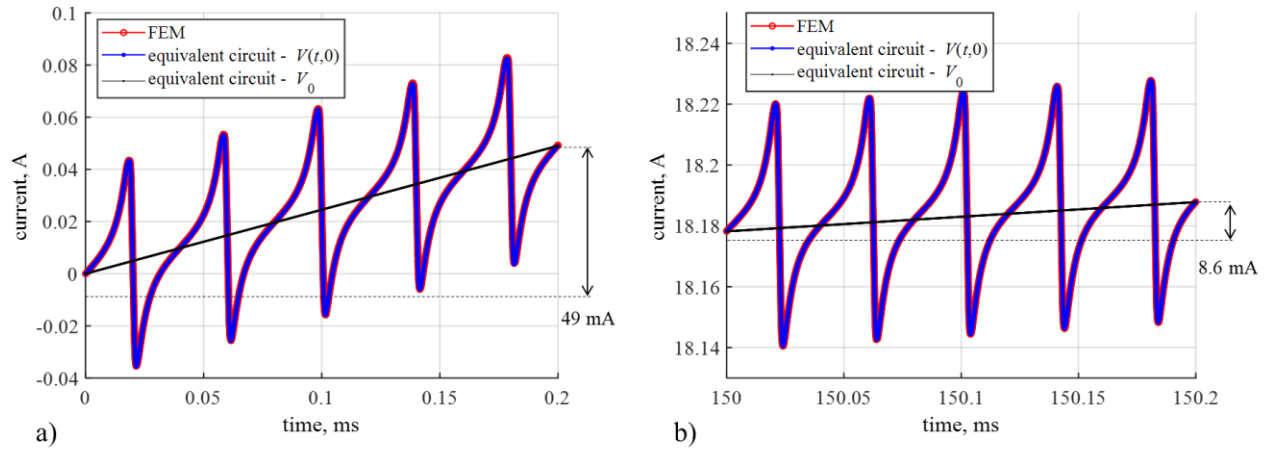 0.1
0.08
0.06
0.04
0.02
0
-0.02
-0.04
current, A
FEM
equivalent circuit - V(t,0)
equivalent circuit - V0
49 mA
0
0.05
0.1
0.15
0.2
time, ms
a)
18.24
18.22
18.2
18.18
18.16
18.14
current, A
FEM
equivalent circuit - V(t,0)
equivalent circuit - V0
8.6 mA
150
150.05
150.1
150.15
150.2
time, ms
b)